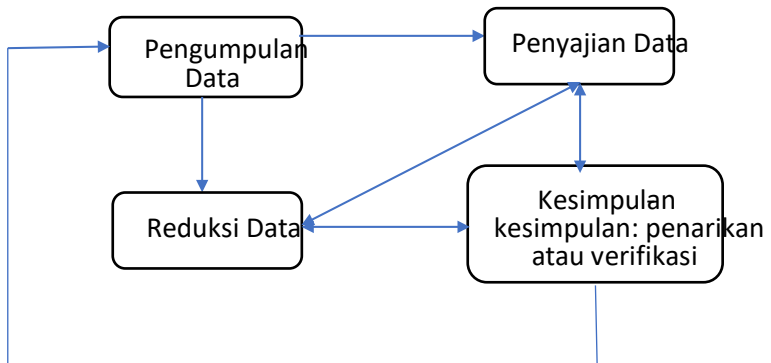 Pengumpulan
Data
Penyajian Data
Reduksi Data
Kesimpulan
kesimpulan: penarikan
atau verifikasi